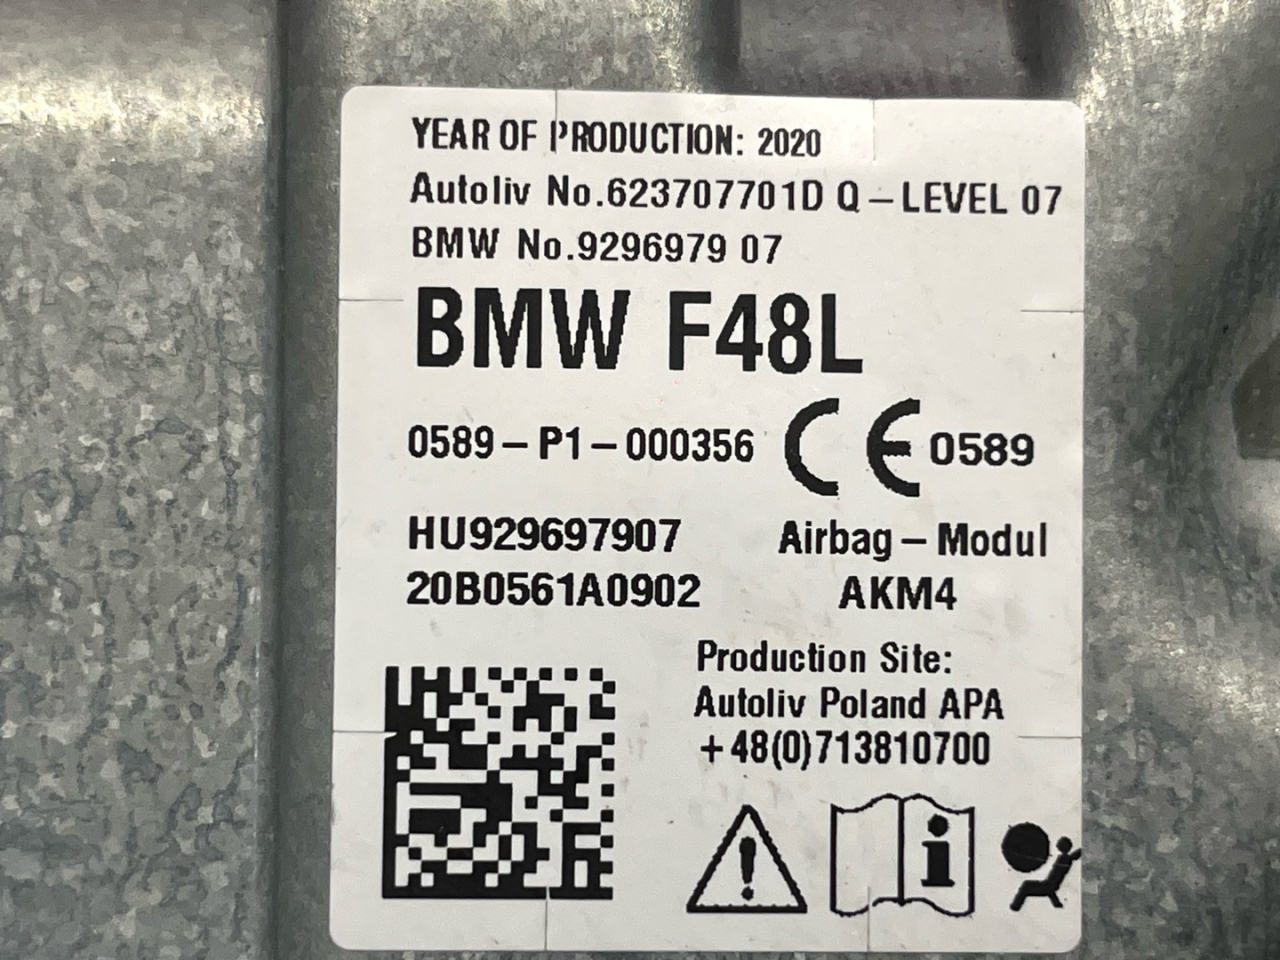 YEAR OF PRODUCTION: 2020
Autoliv No.623707701D Q-LEVEL 07
BMW No.9296979 07
BMW F48L
0589-P1-000356 CE 0589
HU929697907 Airbag-Modul
20B0561A0902 AKM4
Production Site:
Autoliv Poland APA
+48(0)713810700